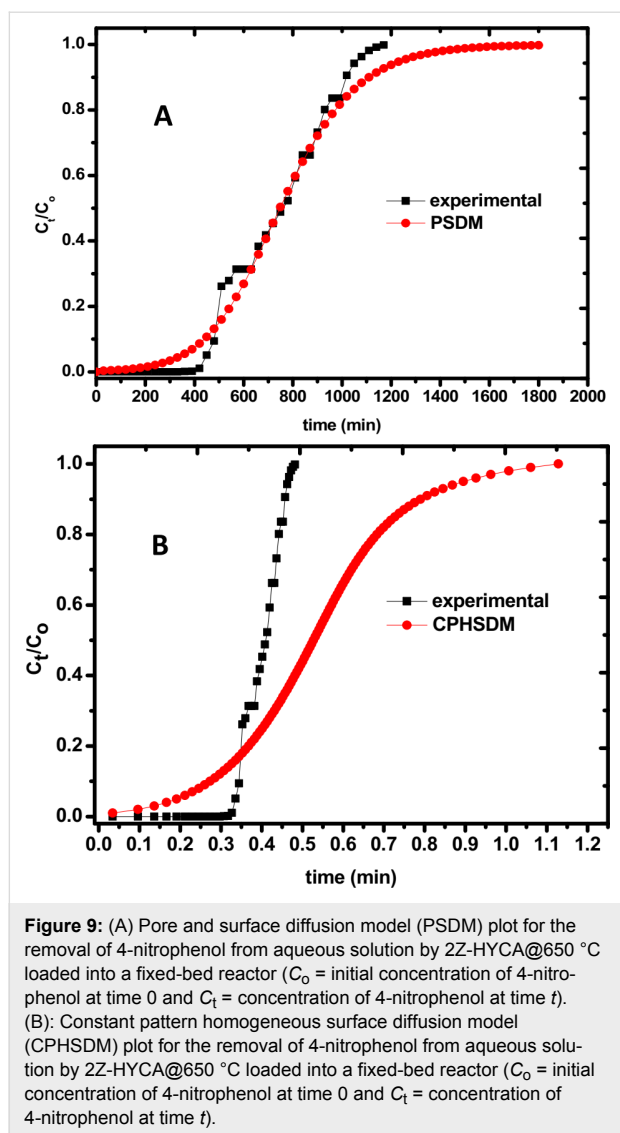 1.0
0.8
0.6
0.4
0.2
0.0
C_t/C_o
A
experimental
PSDM
0 200 400 600 800 1000 1200 1400 1600 1800 2000
time (min)
1.0
0.8
0.6
0.4
0.2
0.0
C_t/C_o
B
experimental
CPHSDM
0.0 0.1 0.2 0.3 0.4 0.5 0.6 0.7 0.8 0.9 1.0 1.1 1.2
time (min)
Figure 9: (A) Pore and surface diffusion model (PSDM) plot for the
removal of 4-nitrophenol from aqueous solution by 2Z-HYCA@650 °C
loaded into a fixed-bed reactor (C_o = initial concentration of 4-nitro-
phenol at time 0 and C_t = concentration of 4-nitrophenol at time t).
(B): Constant pattern homogeneous surface diffusion model
(CPHSDM) plot for the removal of 4-nitrophenol from aqueous solu-
tion by 2Z-HYCA@650 °C loaded into a fixed-bed reactor (C_o = initial
concentration of 4-nitrophenol at time 0 and C_t = concentration of
4-nitrophenol at time t).